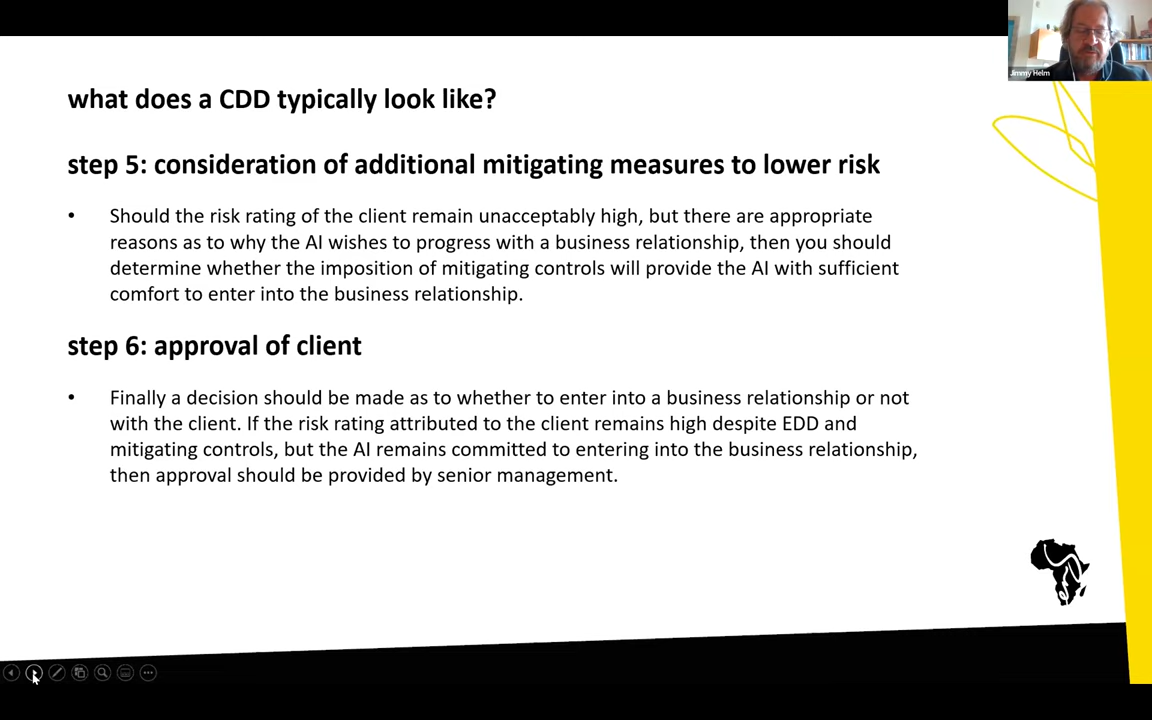 Jimmy Helm
what does a CDD typically look like?
step 5: consideration of additional mitigating measures to lower risk
• Should the risk rating of the client remain unacceptably high, but there are appropriate
reasons as to why the AI wishes to progress with a business relationship, then you should
determine whether the imposition of mitigating controls will provide the AI with sufficient
comfort to enter into the business relationship.
step 6: approval of client
• Finally a decision should be made as to whether to enter into a business relationship or not
with the client. If the risk rating attributed to the client remains high despite EDD and
mitigating controls, but the AI remains committed to entering into the business relationship,
then approval should be provided by senior management.